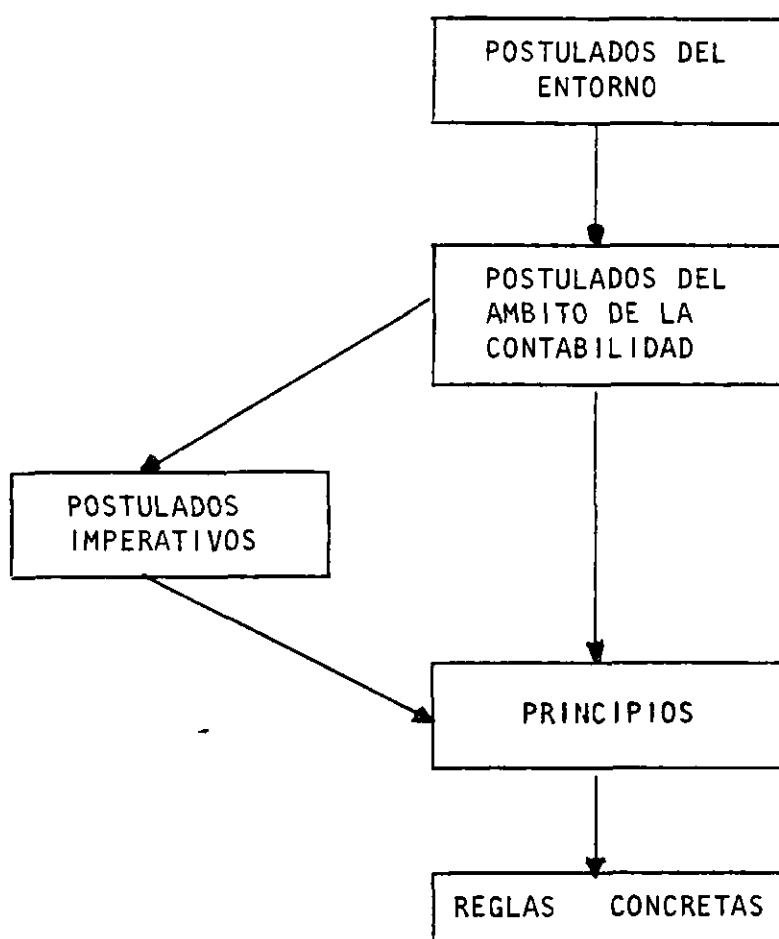 POSTULADOS DEL
ENTORNO
POSTULADOS DEL
AMBITO DE LA
CONTABILIDAD
POSTULADOS
IMPERATIVOS
PRINCIPIOS
REGLAS CONCRETAS